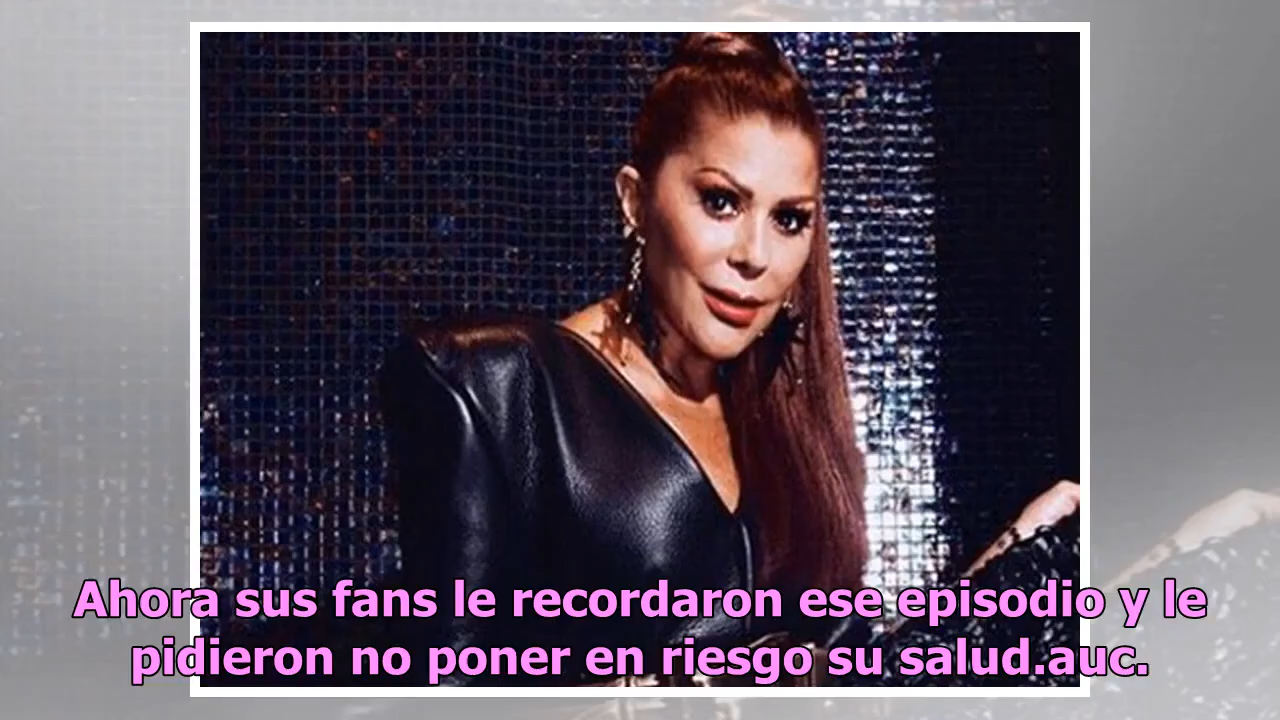 Ahora sus fans le recordaron ese episodio y le
pidieron no poner en riesgo su salud.auc.